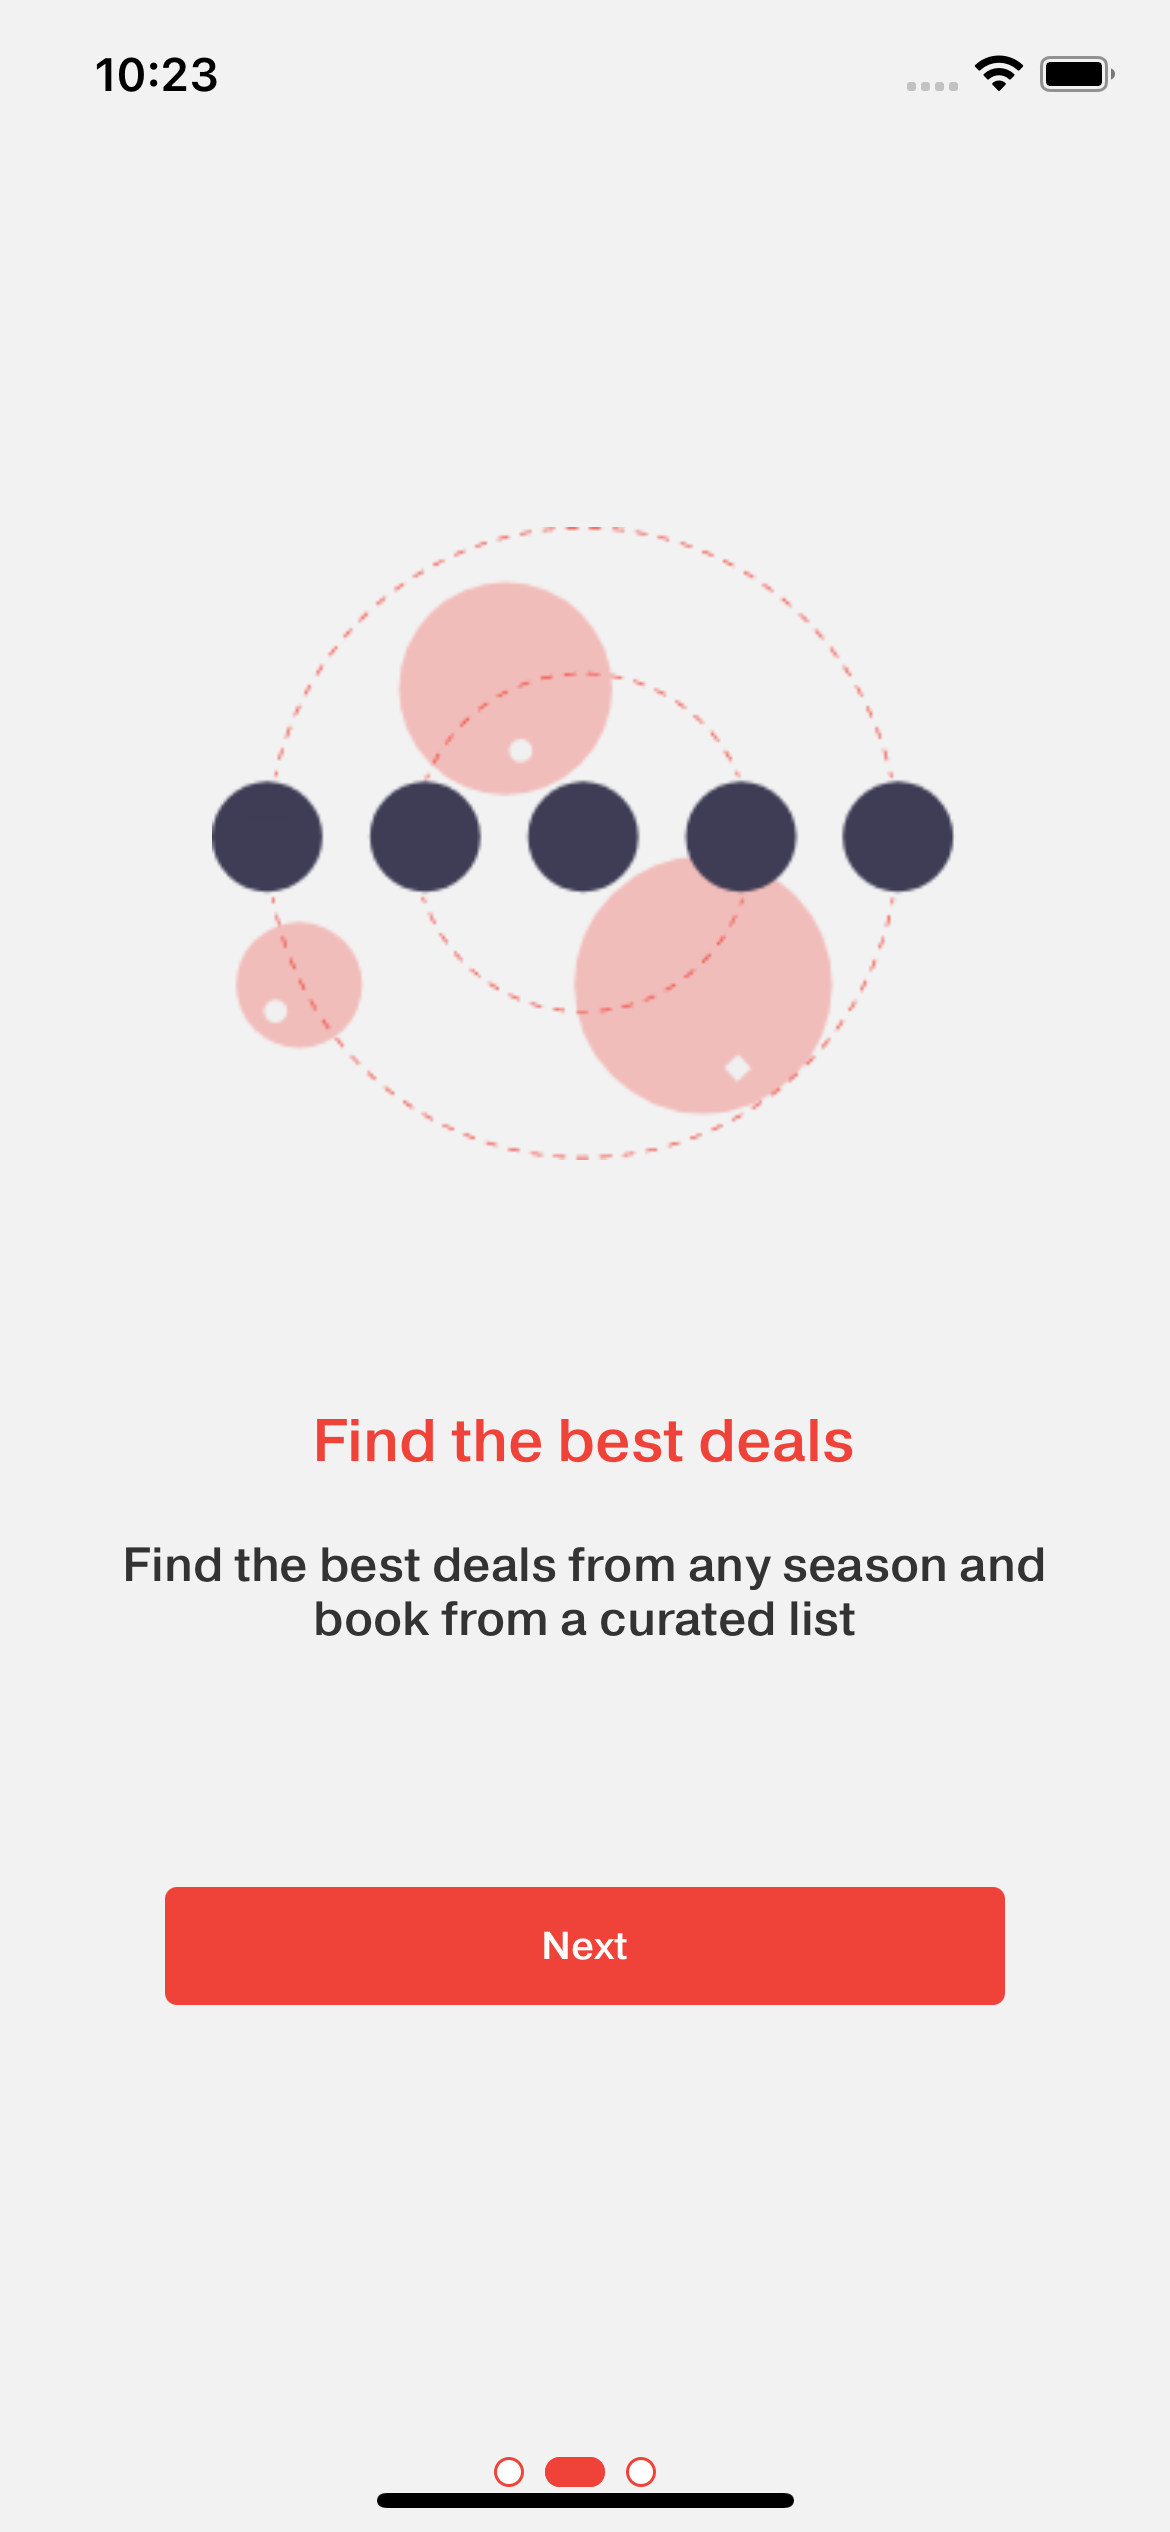 10:23
Find the best deals
Find the best deals from any season and
book from a curated list
Next